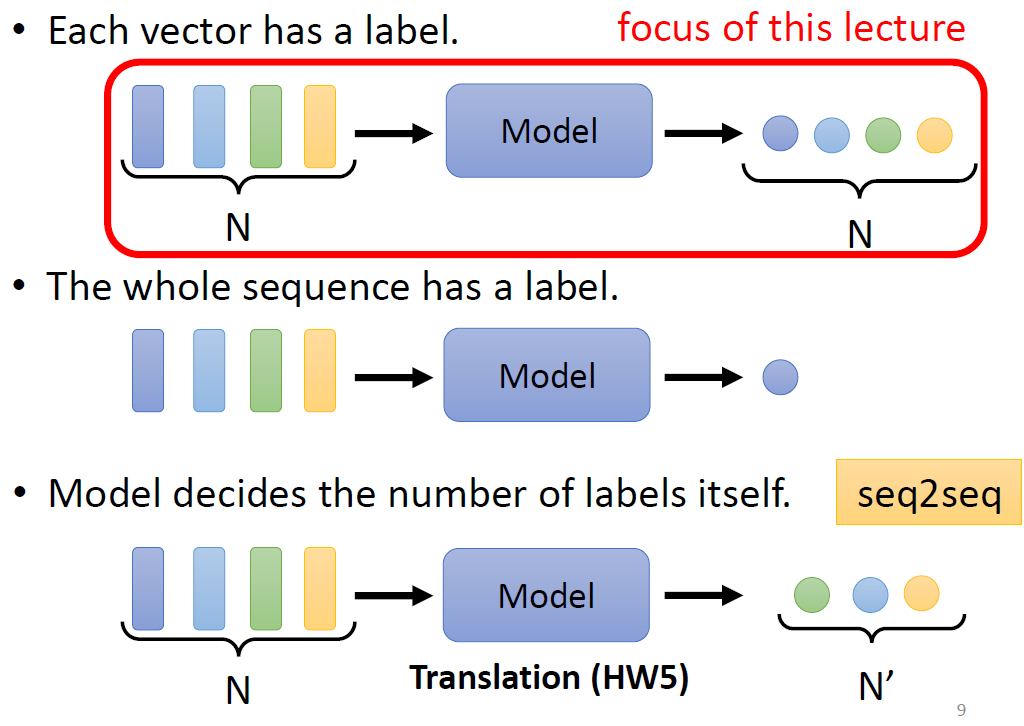 • Each vector has a label.
focus of this lecture
Model
N
N
• The whole sequence has a label.
Model
• Model decides the number of labels itself.
seq2seq
Model
Translation (HW5)
N
N’
9